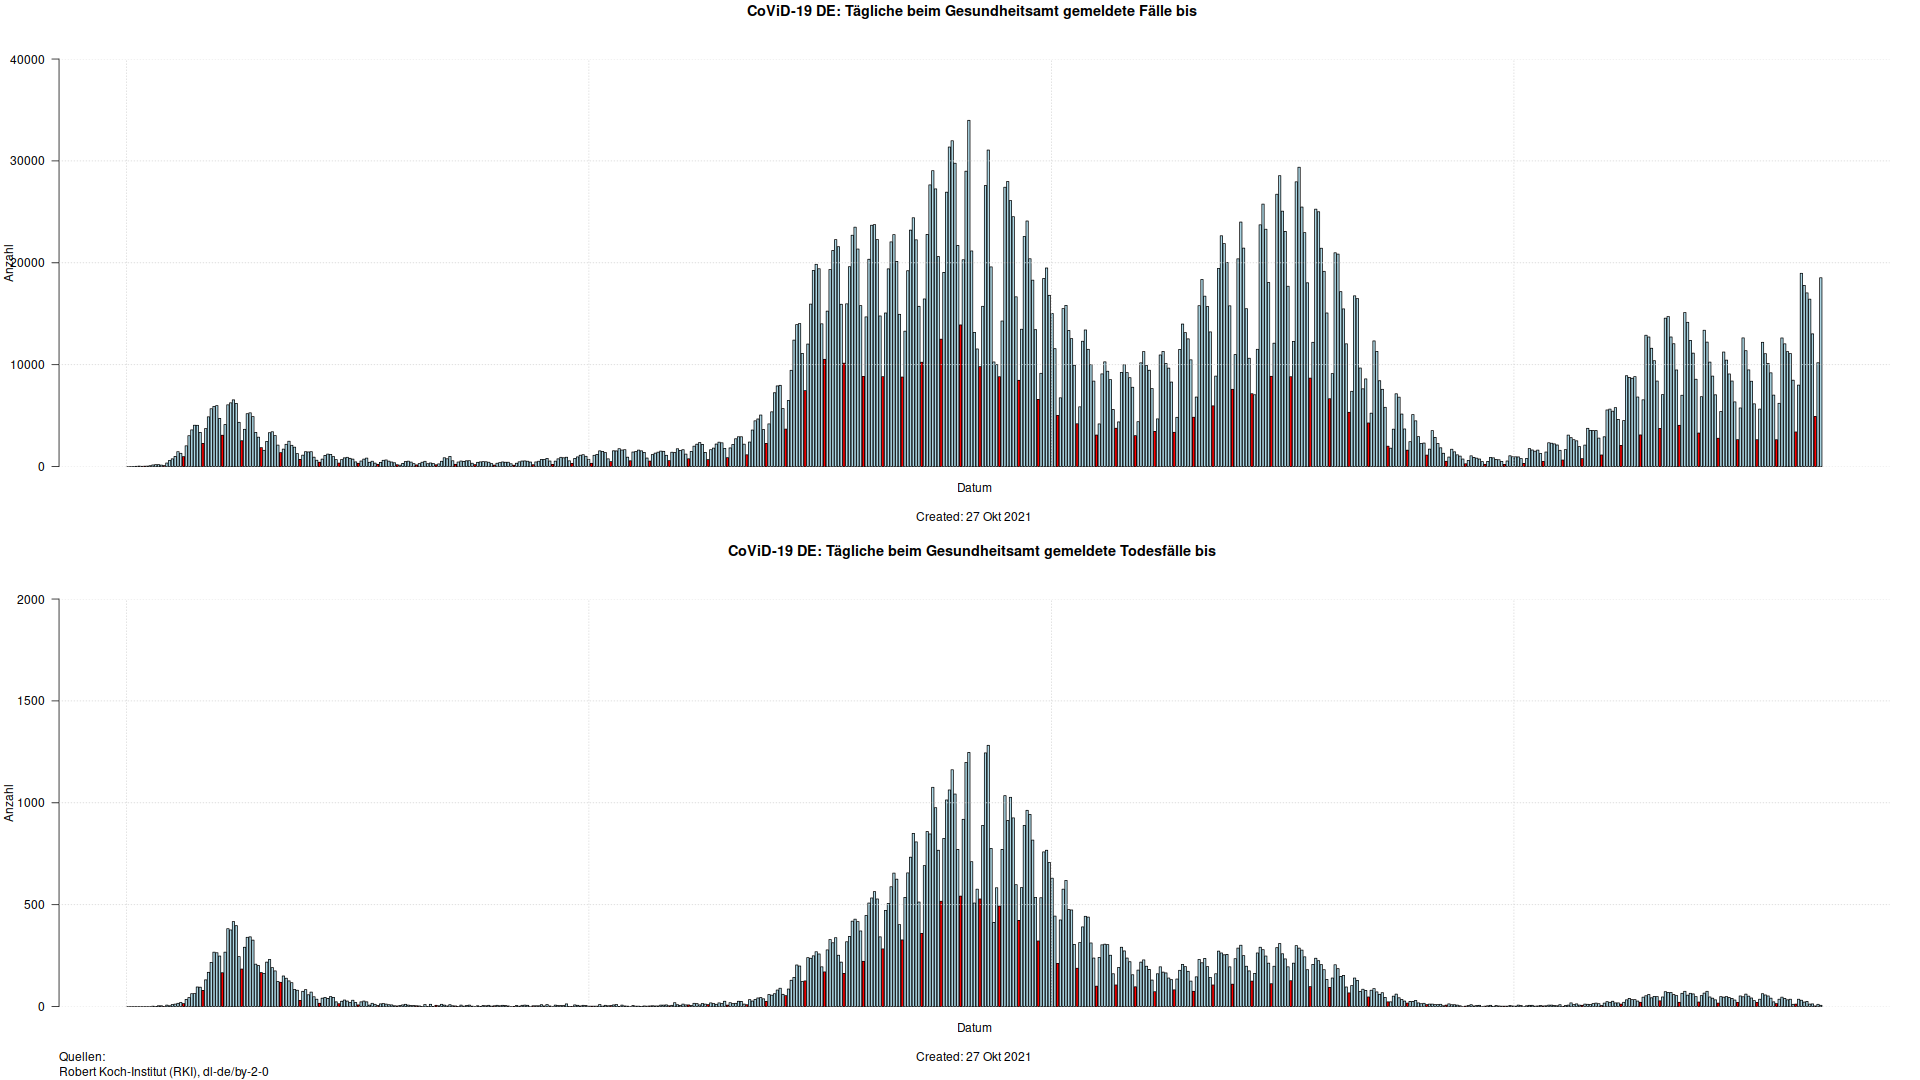 CoViD-19 DE: Tägliche beim Gesundheitsamt gemeldete Fälle bis
40000
30000
20000
10000
0
Anzahl
Datum
Created: 27 Okt 2021
CoViD-19 DE: Tägliche beim Gesundheitsamt gemeldete Todesfälle bis
2000
1500
1000
500
0
Anzahl
Datum
Created: 27 Okt 2021
Quellen:
Robert Koch-Institut (RKI), dl-de/by-2-0